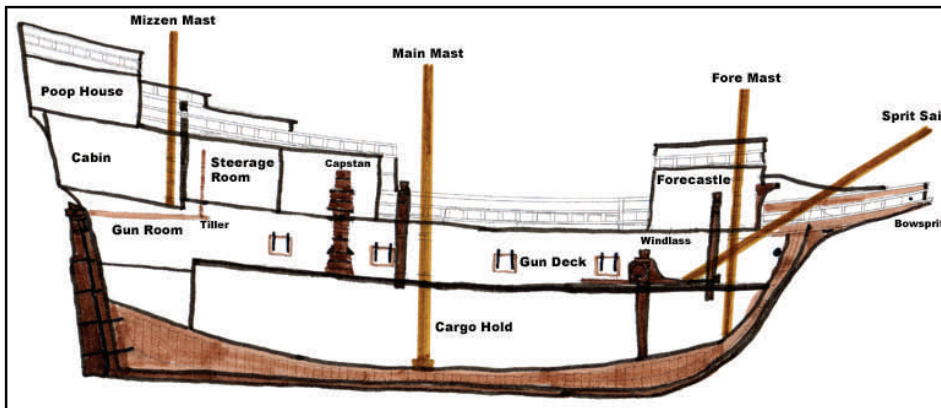 Mizzen Mast
Main Mast
Fore Mast
Sprit Sai
Poop House
Cabin
Steerage
Room
Capstan
Forecastle
Tiller
Gun Room
Windlass
Bowsprit
Gun Deck
Cargo Hold